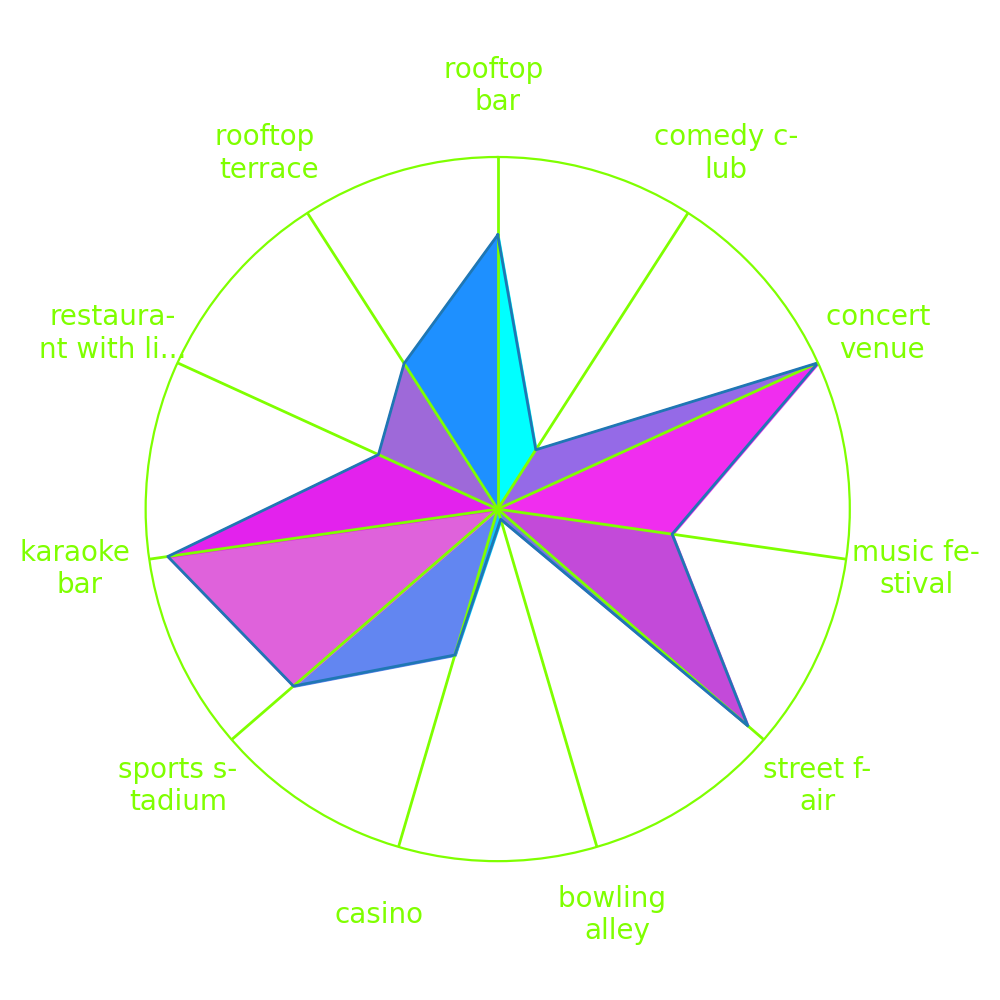 rooftop
bar
comedy c-
lub
concert
venue
music fe-
stival
street f-
air
bowling
alley
casino
sports s-
tadium
karaoke
bar
restaura-
nt with li...
rooftop
terrace